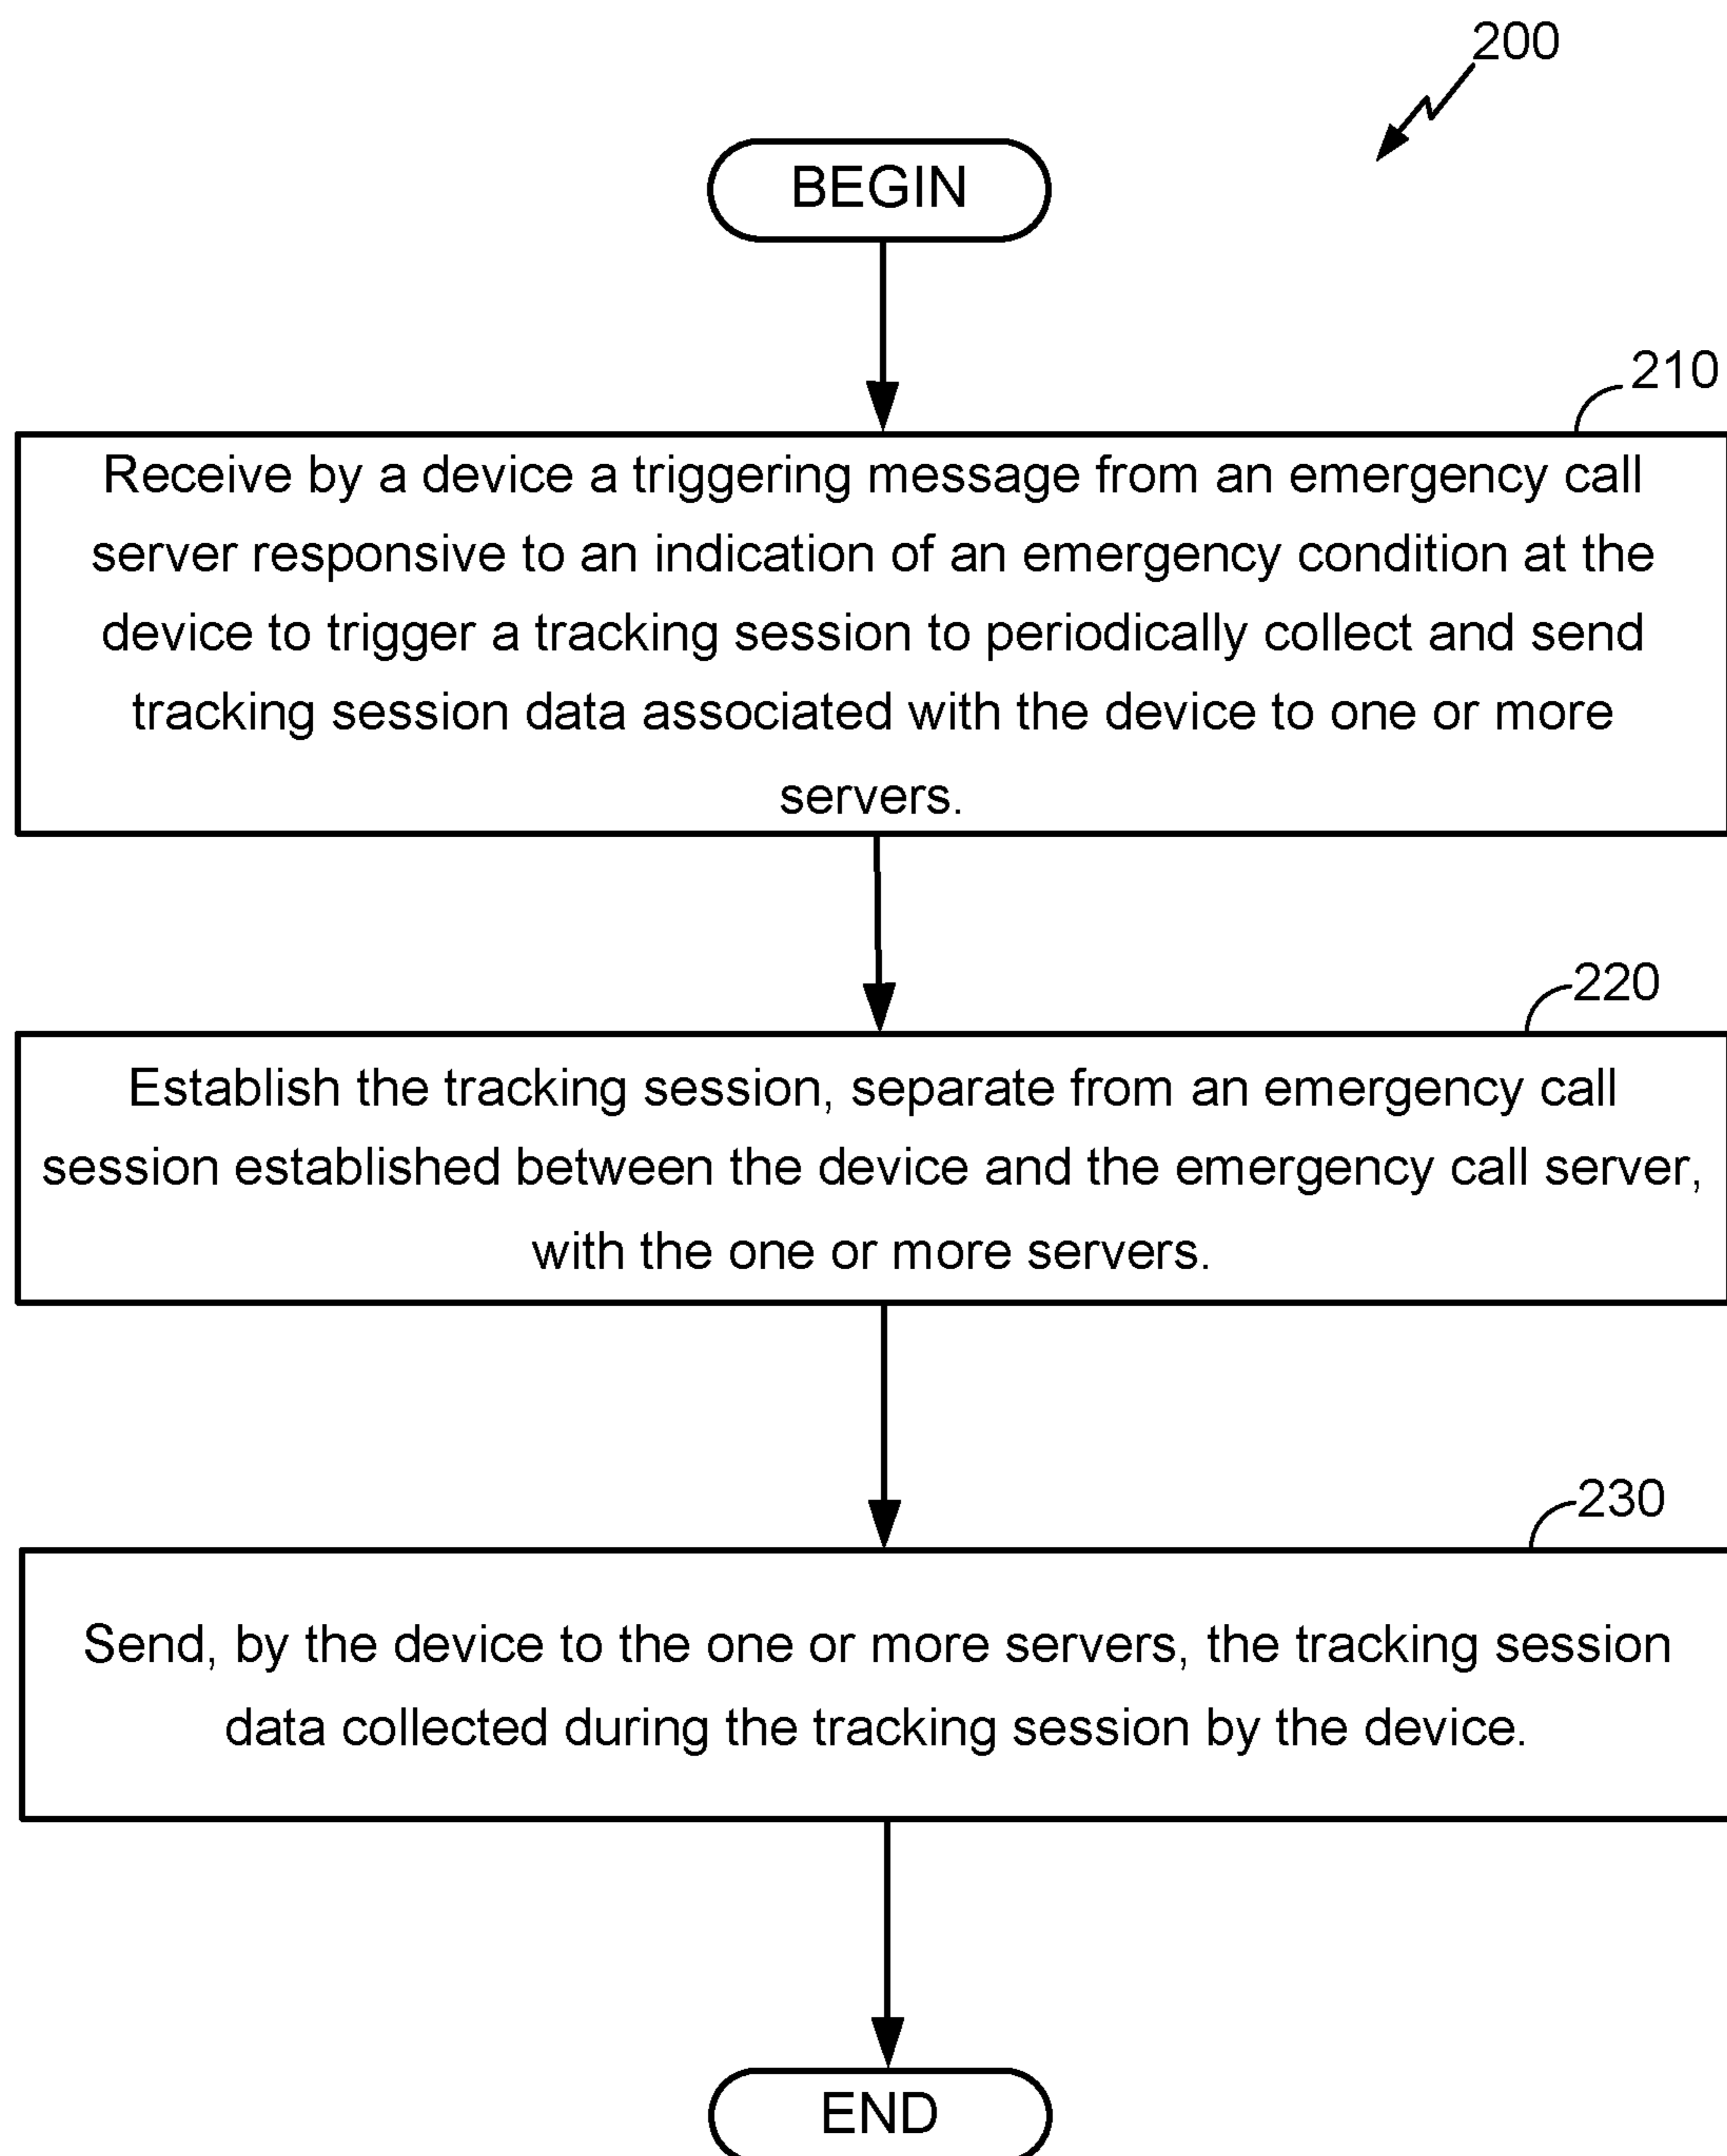 200
BEGIN
210
Receive by a device a triggering message from an emergency call
server responsive to an indication of an emergency condition at the
device to trigger a tracking session to periodically collect and send
tracking session data associated with the device to one or more
servers.
220
Establish the tracking session, separate from an emergency call
session established between the device and the emergency call server,
with the one or more servers.
230
Send, by the device to the one or more servers, the tracking session
data collected during the tracking session by the device.
END